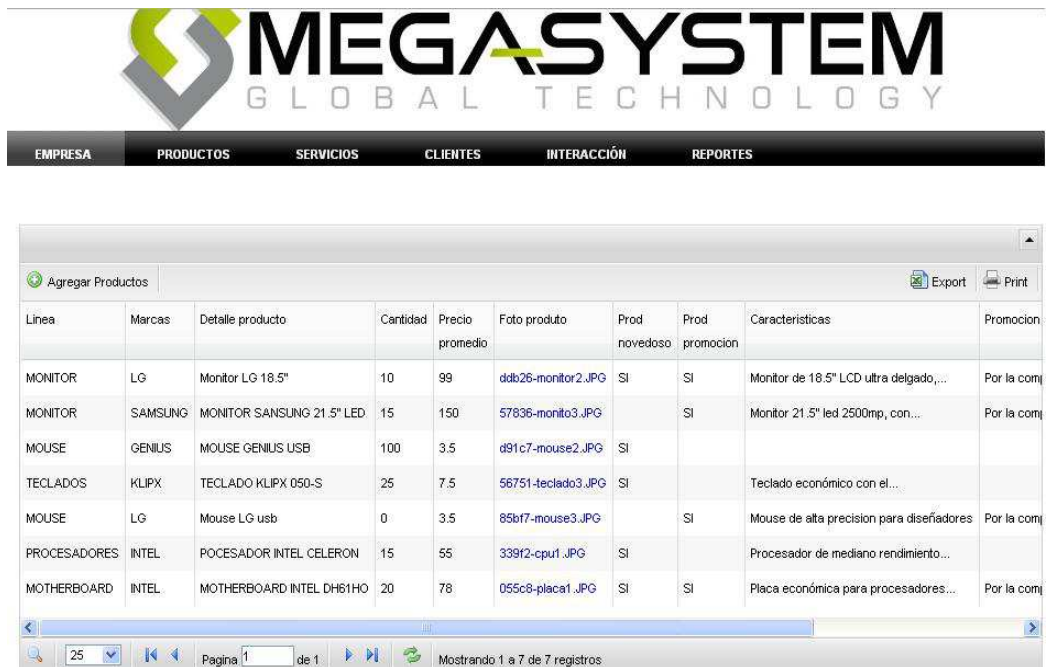 MEGASYSTEM
GLOBAL TECHNOLOGY
EMPRESA PRODUCTOS SERVICIOS CLIENTES INTERACCIÓN REPORTES
Agregar Productos Export Print
Linea Marcas Detalle producto Cantidad Precio promedio Foto produto Prod novedoso Prod promocion Caracteristicas Promocion
MONITOR LG Monitor LG 18.5" 10 99 ddb26-monitor2.JPG SI SI Monitor de 18.5" LCD ultra delgado,... Por la com
MONITOR SAMSUNG MONITOR SANSUNG 21.5" LED 15 150 57836-monito3.JPG SI Monitor 21.5" led 2500mp, con... Por la com
MOUSE GENIUS MOUSE GENIUS USB 100 3.5 d91c7-mouse2.JPG SI
TECLADOS KLIPX TECLADO KLIPX 050-S 25 7.5 56751-teclado3.JPG SI Teclado económico con el...
MOUSE LG Mouse LG usb 0 3.5 85bf7-mouse3.JPG SI Mouse de alta precision para diseñadores Por la com
PROCESADORES INTEL POCESADOR INTEL CELERON 15 55 339f2-cpu1.JPG SI Procesador de mediano rendimiento...
MOTHERBOARD INTEL MOTHERBOARD INTEL DH61HO 20 78 055c8-placa1.JPG SI SI Placa económica para procesadores... Por la com
25 Pagina 1 de 1 Mostrando 1 a 7 de 7 registros